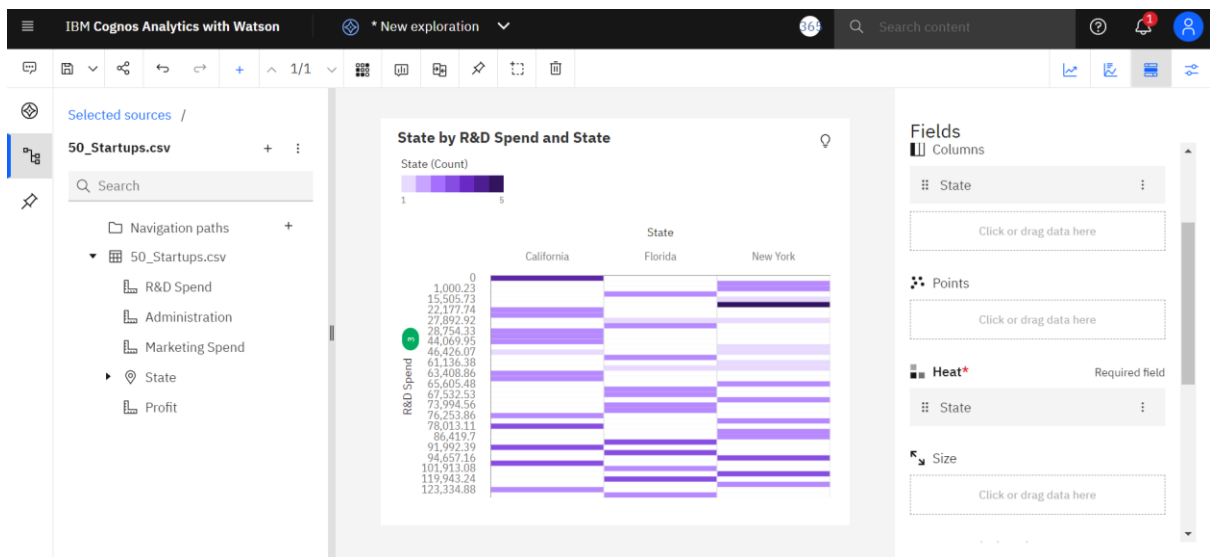 IBM Cognos Analytics with Watson
* New exploration
365
Search content
1
1/1
Selected sources /
50_Startups.csv
Search
Navigation paths
50_Startups.csv
R&D Spend
Administration
Marketing Spend
State
Profit
State by R&D Spend and State
State (Count)
1 5
State
California Florida New York
0
1,000.23
15,505.73
22,177.74
27,892.92
28,754.33
44,069.95
46,426.07
61,136.38
63,408.86
65,605.48
67,532.53
73,994.56
76,253.86
78,013.11
86,419.7
91,992.39
94,657.16
101,913.08
119,943.24
123,334.88
R&D Spend
3
Fields
Columns
State
Click or drag data here
Points
Click or drag data here
Heat* Required field
State
Size
Click or drag data here